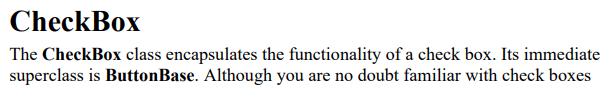 CheckBox
The CheckBox class encapsulates the functionality of a check box. Its immediate
superclass is ButtonBase. Although you are no doubt familiar with check boxes